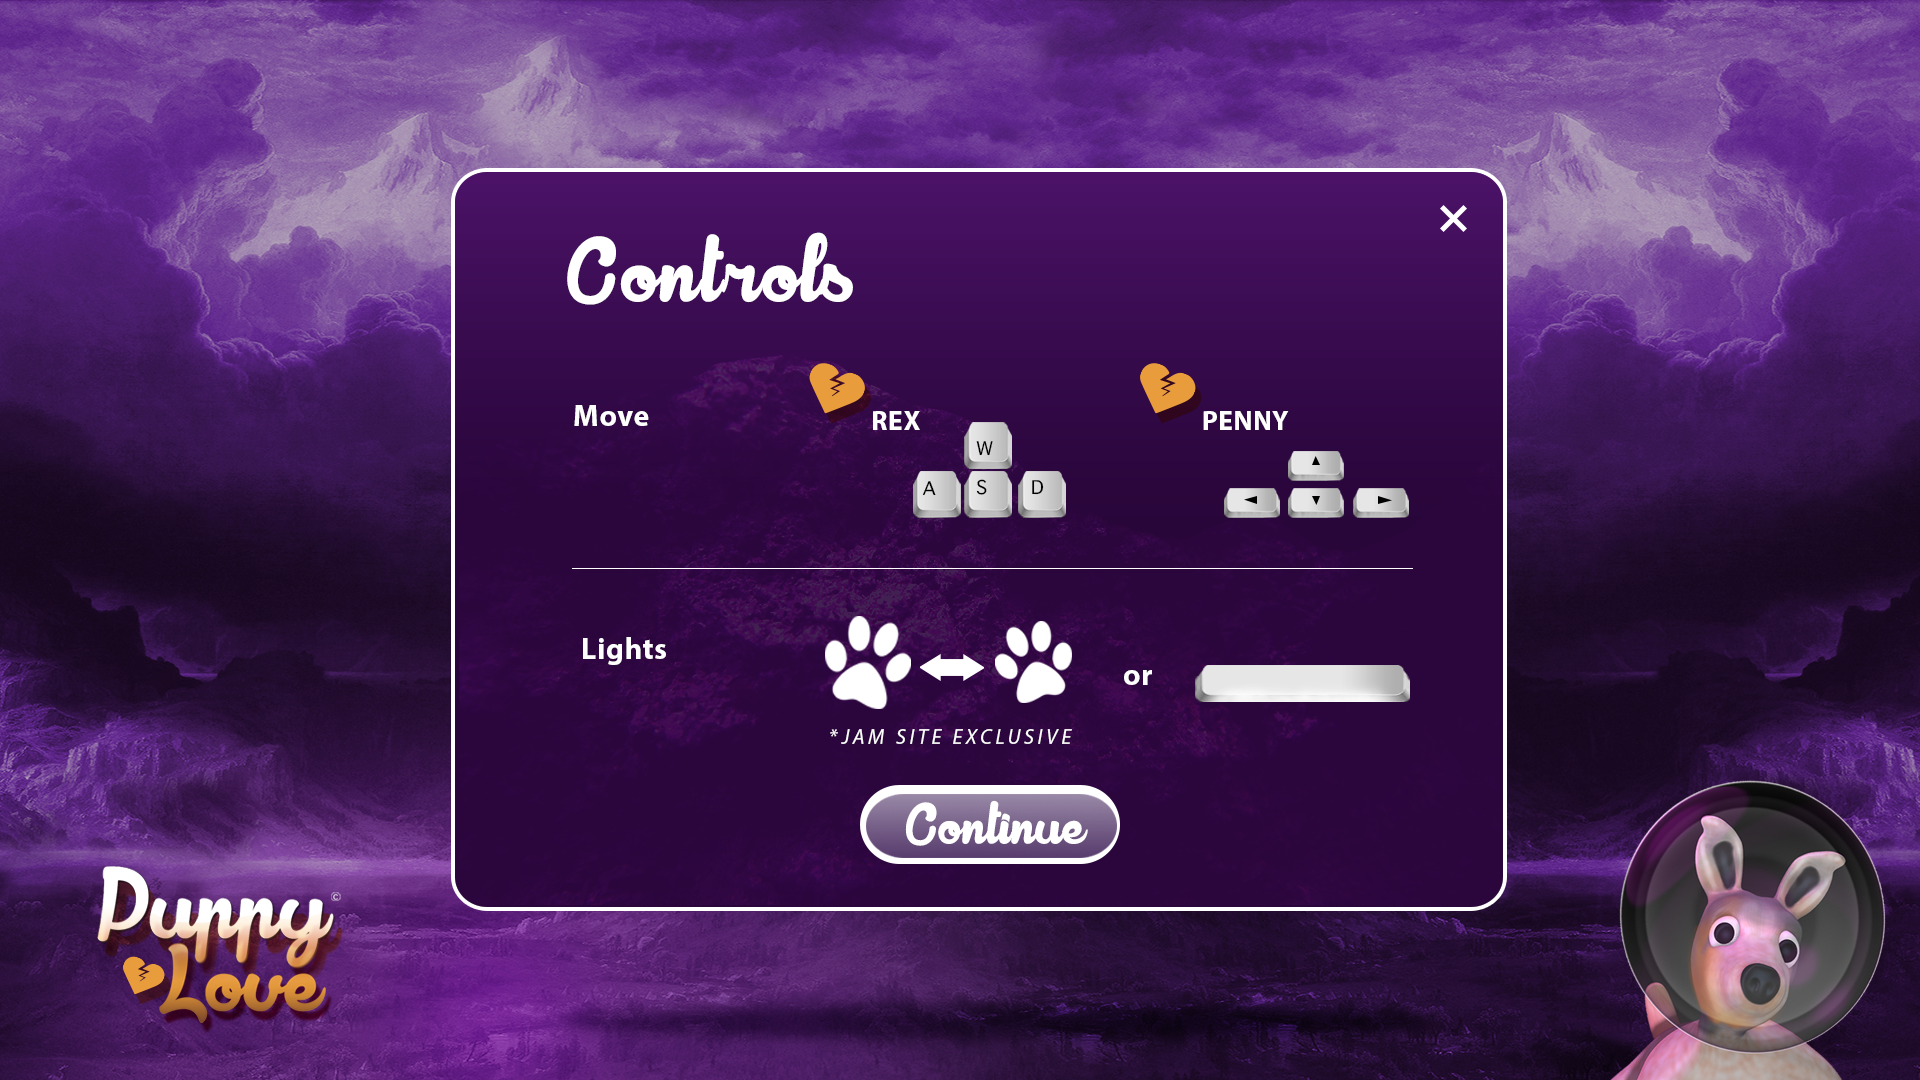 Controls
Move
REX
PENNY
W
A S D
Lights
or
*JAM SITE EXCLUSIVE
Continue
Puppy ©
Love